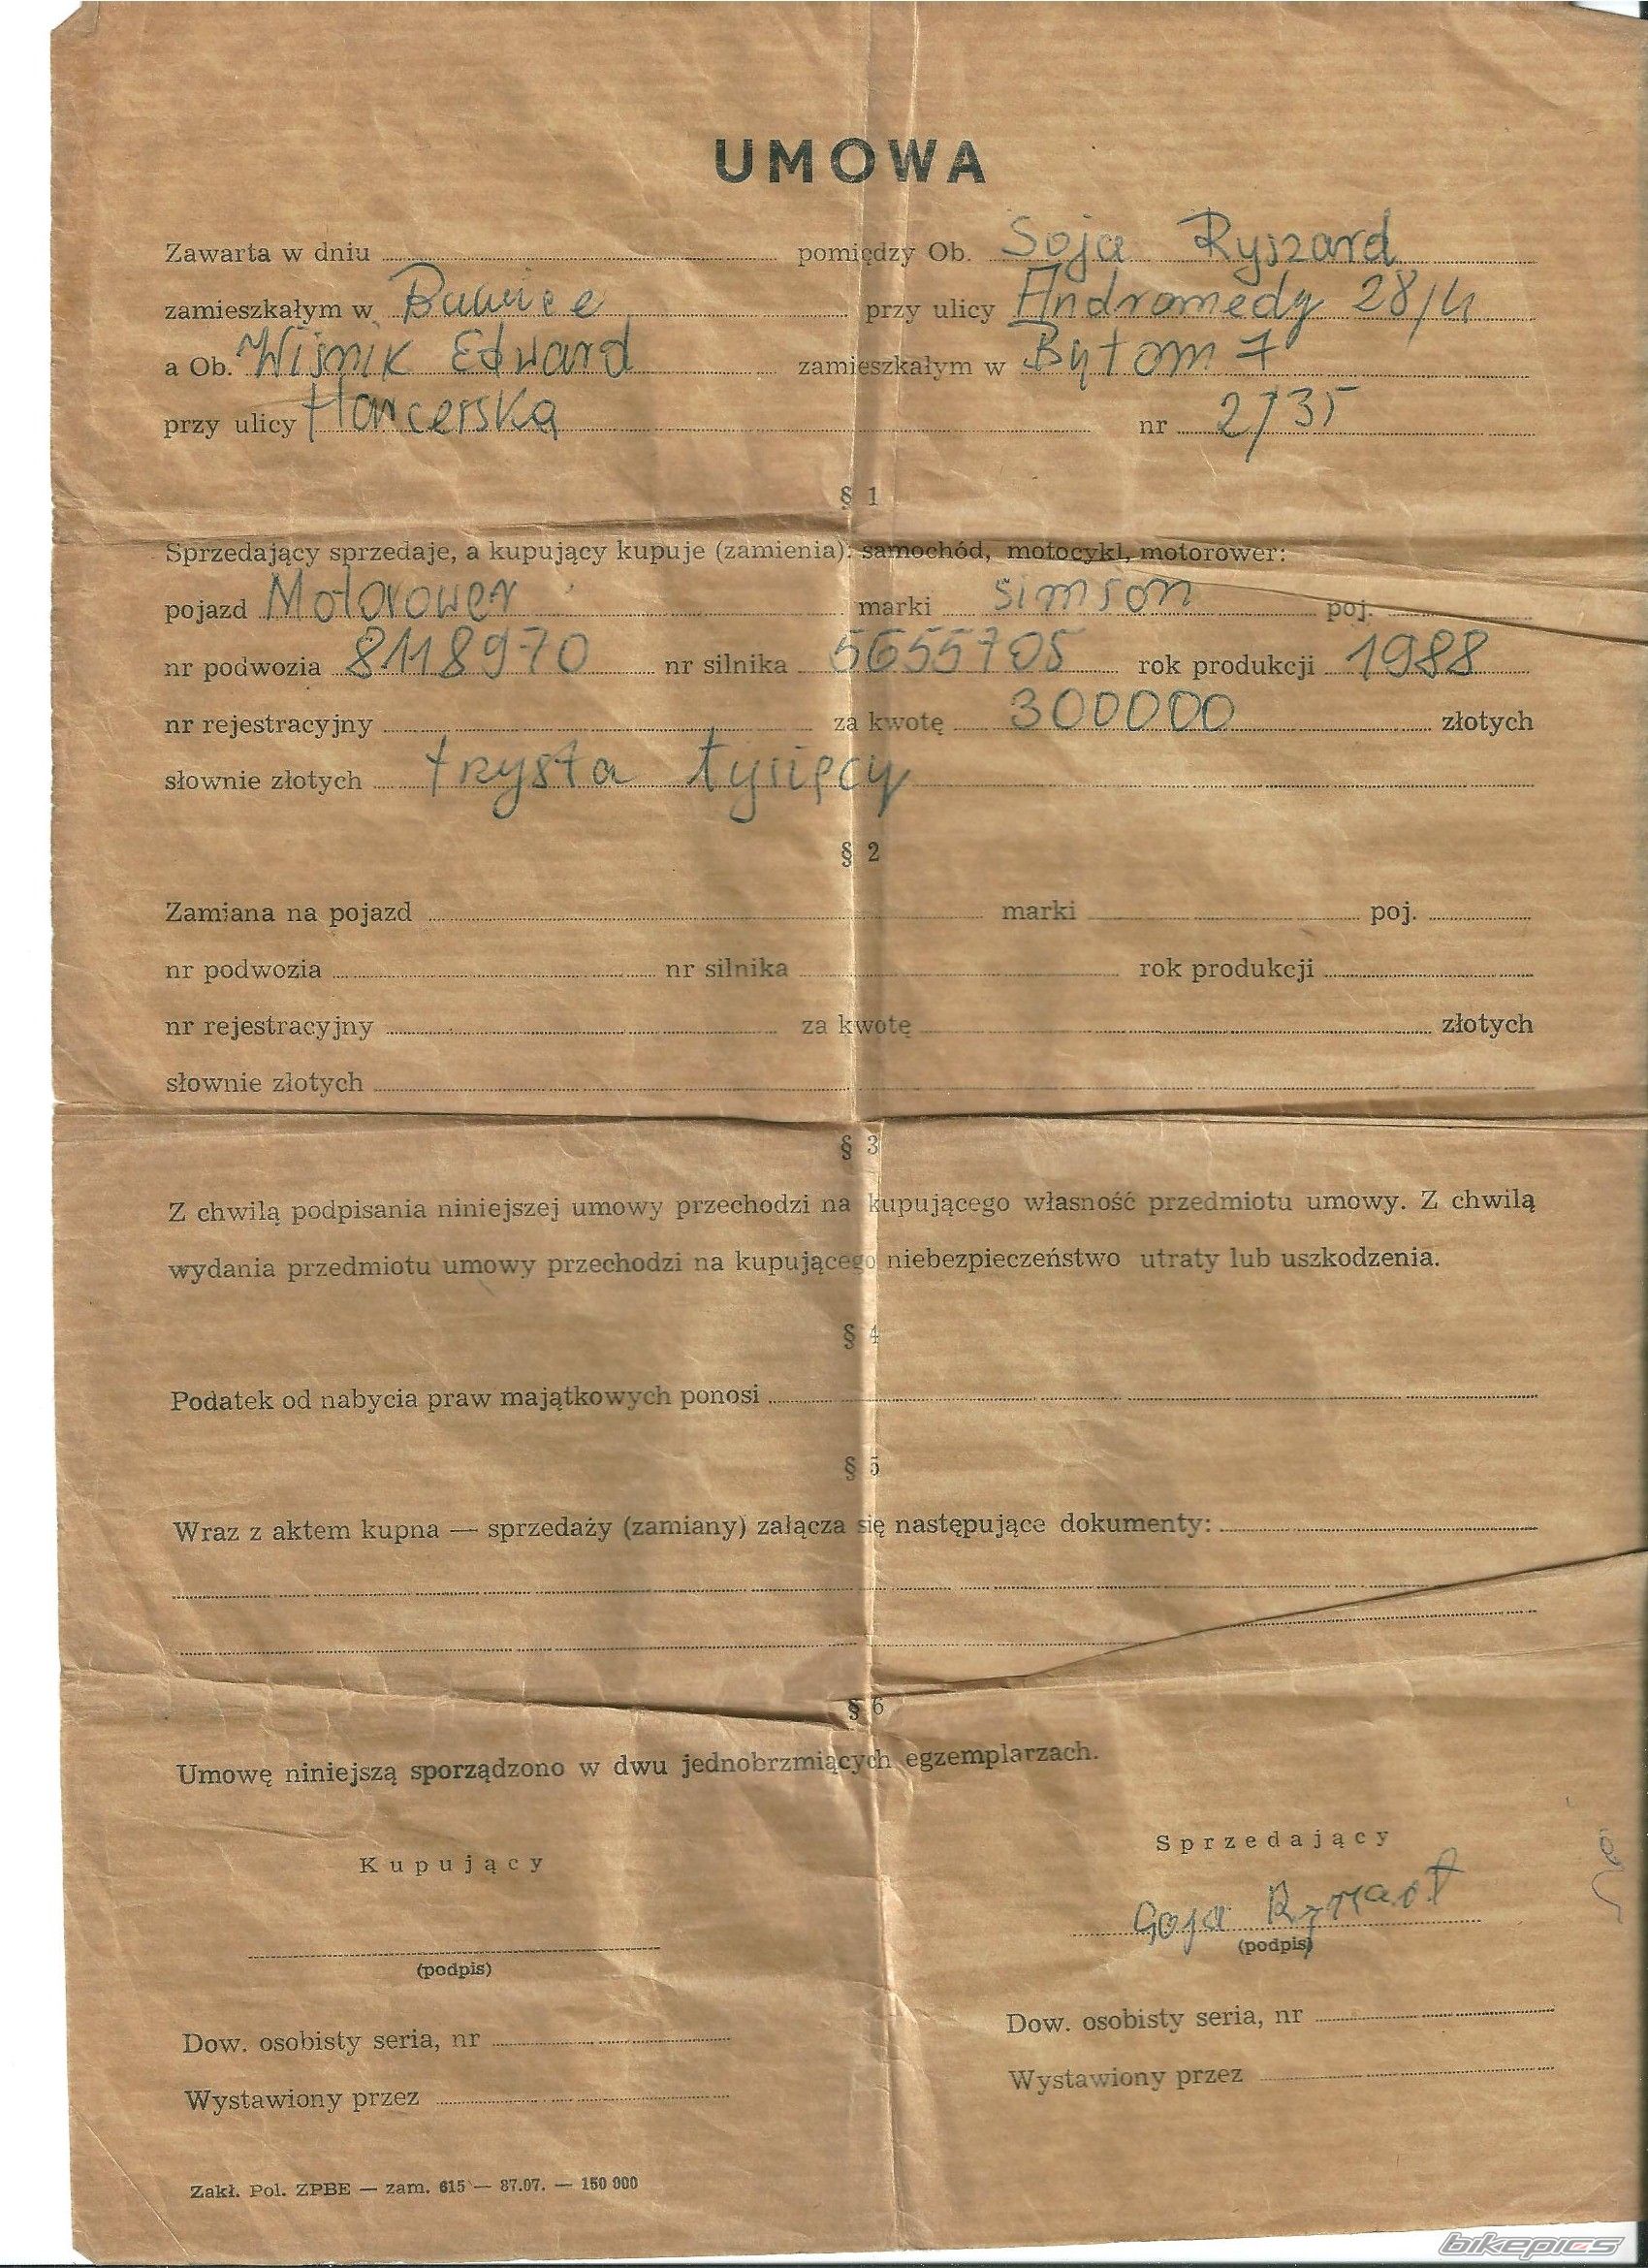 UMOWA
Zawarta w dniu pomiędzy Ob. Soja Ryszard
zamieszkałym w przy ulicy Andromedy 28/4
a Ob. Wiśnik Edward zamieszkałym w Bytom 7
przy ulicy Harcerska nr 2/35
§ 1
Sprzedający sprzedaje, a kupujący kupuje (zamienia): samochód, motocykl, motorower:
pojazd Motorower marki simson poj.
nr podwozia 8118970 nr silnika 5655705 rok produkcji 1988
nr rejestracyjny za kwotę 300000 złotych
słownie złotych trzysta tysięcy
§ 2
Zamiana na pojazd marki poj.
nr podwozia nr silnika rok produkcji
nr rejestracyjny za kwotę złotych
słownie złotych
§ 3
Z chwilą podpisania niniejszej umowy przechodzi na kupującego własność przedmiotu umowy. Z chwilą
wydania przedmiotu umowy przechodzi na kupującego niebezpieczeństwo utraty lub uszkodzenia.
§ 4
Podatek od nabycia praw majątkowych ponosi
§ 5
Wraz z aktem kupna — sprzedaży (zamiany) załącza się następujące dokumenty:
§ 6
Umowę niniejszą sporządzono w dwu jednobrzmiących egzemplarzach.
Kupujący Sprzedający
Soja Ryszard
(podpis) (podpis)
Dow. osobisty seria, nr Dow. osobisty seria, nr
Wystawiony przez Wystawiony przez
Zakł. Pol. ZPBE — zam. 615 — 87.07. — 150 000
bikepics